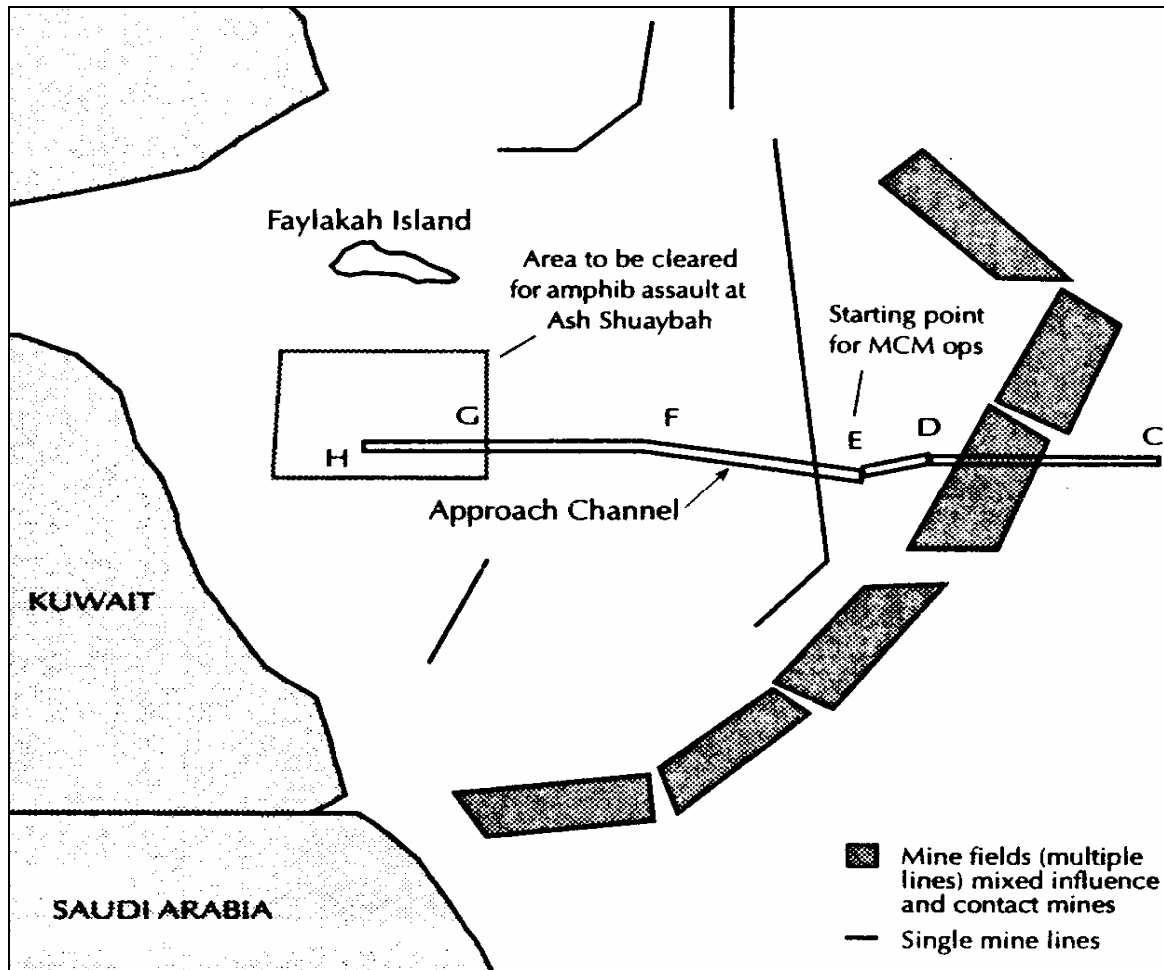 Faylakah Island
Area to be cleared
for amphib assault at
Ash Shuaybah
Starting point
for MCM ops
G
F
E
D
C
H
Approach Channel
KUWAIT
SAUDI ARABIA
Mine fields (multiple
lines) mixed influence
and contact mines
Single mine lines